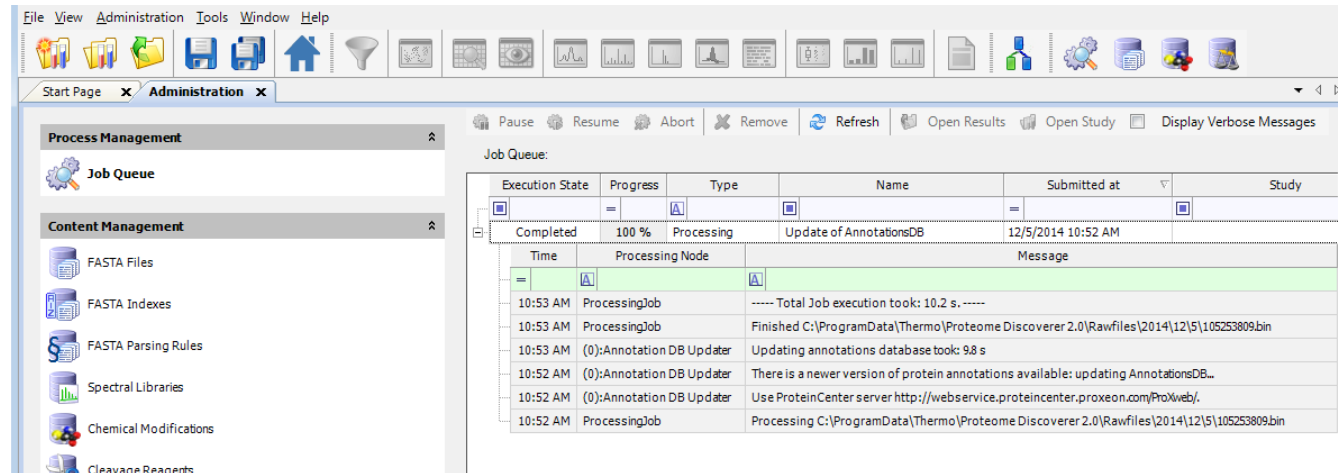 File View Administration Tools Window Help
Start Page x Administration x
Pause Resume Abort Remove Refresh Open Results Open Study Display Verbose Messages
Process Management
Job Queue
Content Management
FASTA Files
FASTA Indexes
FASTA Parsing Rules
Spectral Libraries
Chemical Modifications
Cleavage Reagents
Job Queue:
Execution State Progress Type Name Submitted at Study
= A =
Completed 100 % Processing Update of AnnotationsDB 12/5/2014 10:52 AM
Time Processing Node Message
= A A
10:53 AM ProcessingJob ----- Total Job execution took: 10.2 s. -----
10:53 AM ProcessingJob Finished C:\ProgramData\Thermo\Proteome Discoverer 2.0\Rawfiles\2014\12\5\105253809.bin
10:53 AM (0):Annotation DB Updater Updating annotations database took: 9.8 s
10:52 AM (0):Annotation DB Updater There is a newer version of protein annotations available: updating AnnotationsDB...
10:52 AM (0):Annotation DB Updater Use ProteinCenter server http://webservice.proteincenter.proxeon.com/ProXweb/.
10:52 AM ProcessingJob Processing C:\ProgramData\Thermo\Proteome Discoverer 2.0\Rawfiles\2014\12\5\105253809.bin